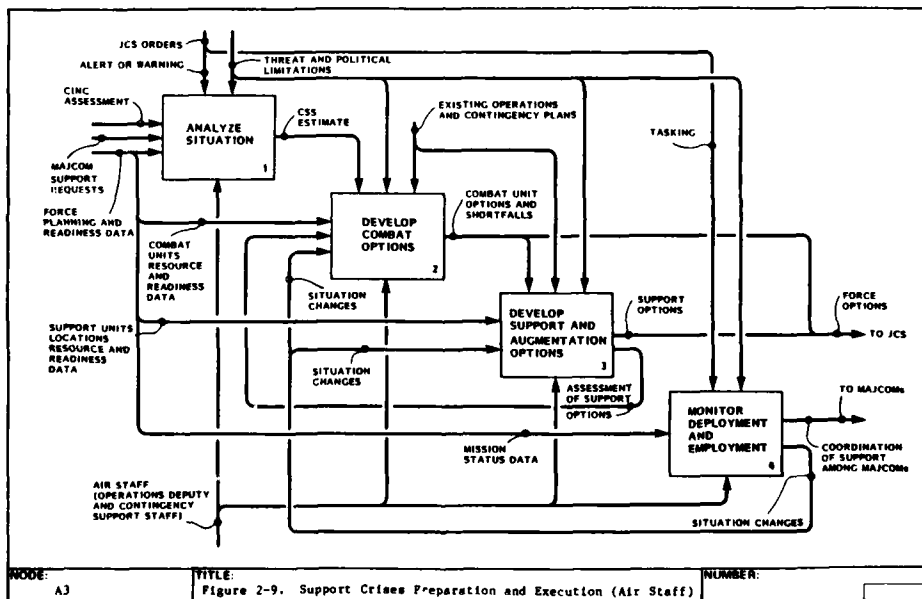 JCS ORDERS
ALERT OR WARNING
THREAT AND POLITICAL
LIMITATIONS
CINC
ASSESSMENT
ANALYZE
SITUATION
1
CSS
ESTIMATE
EXISTING OPERATIONS
AND CONTINGENCY PLANS
TASKING
MAJCOM
SUPPORT
REQUESTS
FORCE
PLANNING AND
READINESS DATA
COMBAT
UNITS
RESOURCE
AND
READINESS
DATA
DEVELOP
COMBAT
OPTIONS
2
COMBAT UNIT
OPTIONS AND
SHORTFALLS
SITUATION
CHANGES
SUPPORT UNITS
LOCATIONS
RESOURCE AND
READINESS
DATA
SITUATION
CHANGES
DEVELOP
SUPPORT AND
AUGMENTATION
OPTIONS
3
SUPPORT
OPTIONS
FORCE
OPTIONS
TO JCS
ASSESSMENT
OF SUPPORT
OPTIONS
MISSION
STATUS DATA
MONITOR
DEPLOYMENT
AND
EMPLOYMENT
4
TO MAJCOMs
COORDINATION
OF SUPPORT
AMONG MAJCOMs
AIR STAFF
(OPERATIONS DEPUTY
AND CONTINGENCY
SUPPORT STAFF)
SITUATION CHANGES
NODE:
A3
TITLE:
Figure 2-9. Support Crises Preparation and Execution (Air Staff)
NUMBER: